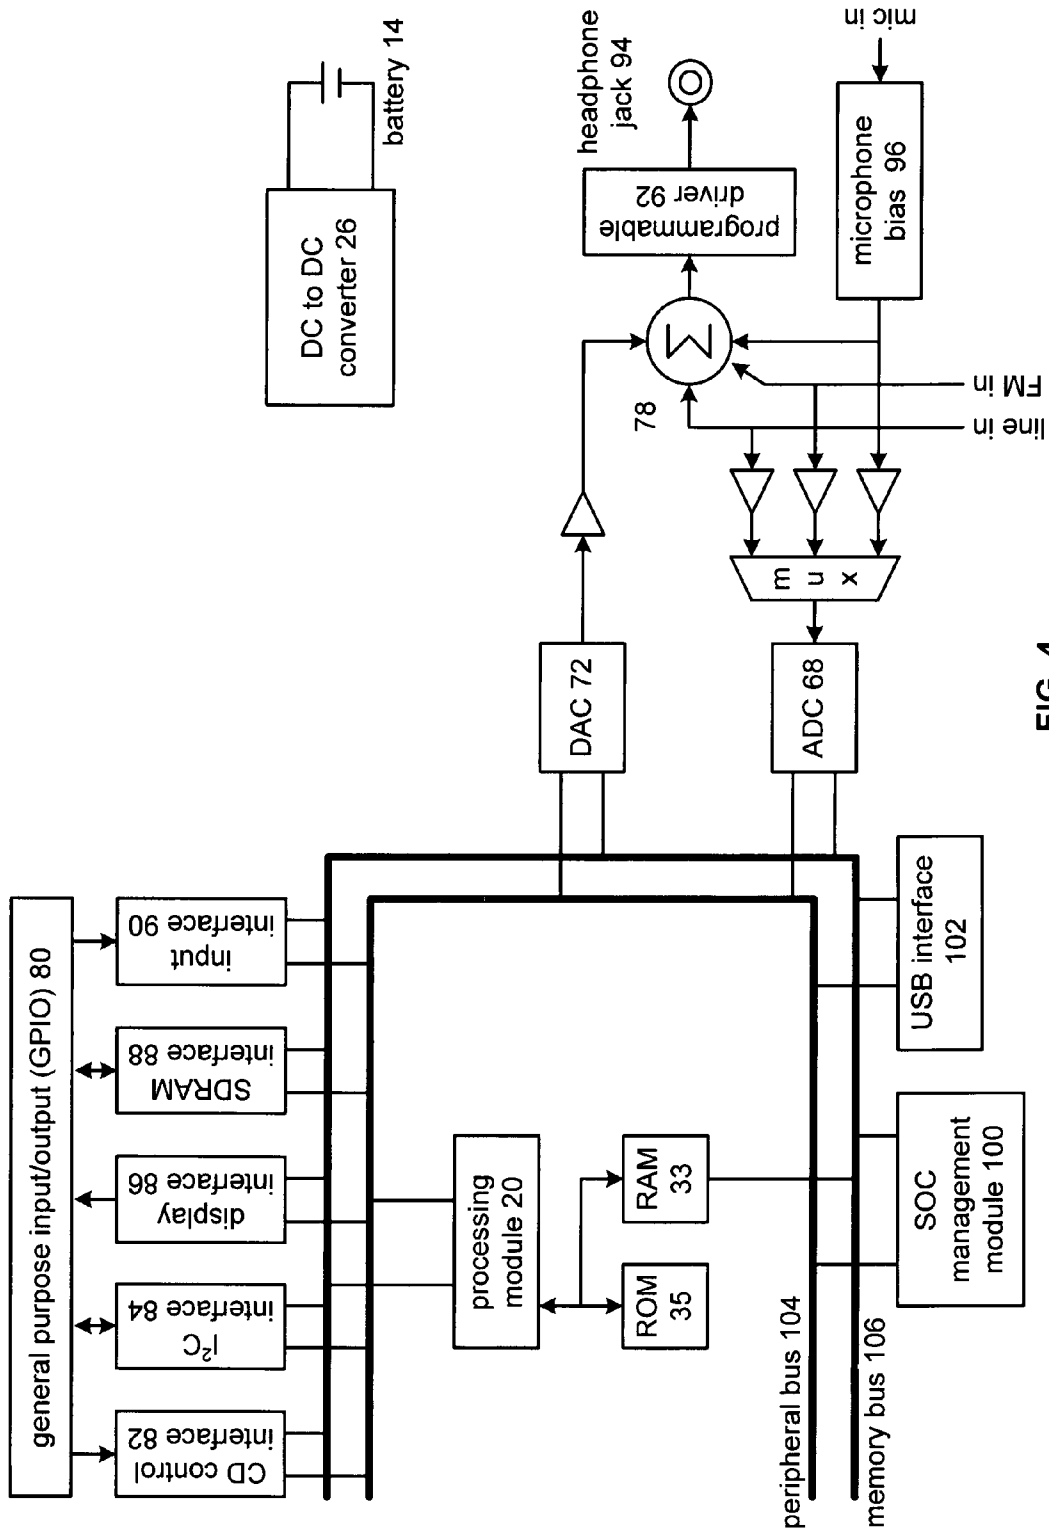 general purpose input/output (GPIO) 80
CD control
interface 82
I²C
interface 84
display
interface 86
SDRAM
interface 88
input
interface 90
processing
module 20
ROM
35
RAM
33
peripheral bus 104
memory bus 106
SOC
management
module 100
USB interface
102
DAC 72
ADC 68
m
u
x
78
Σ
line in
FM in
programmable
driver 92
headphone
jack 94
microphone
bias 96
mic in
DC to DC
converter 26
battery 14